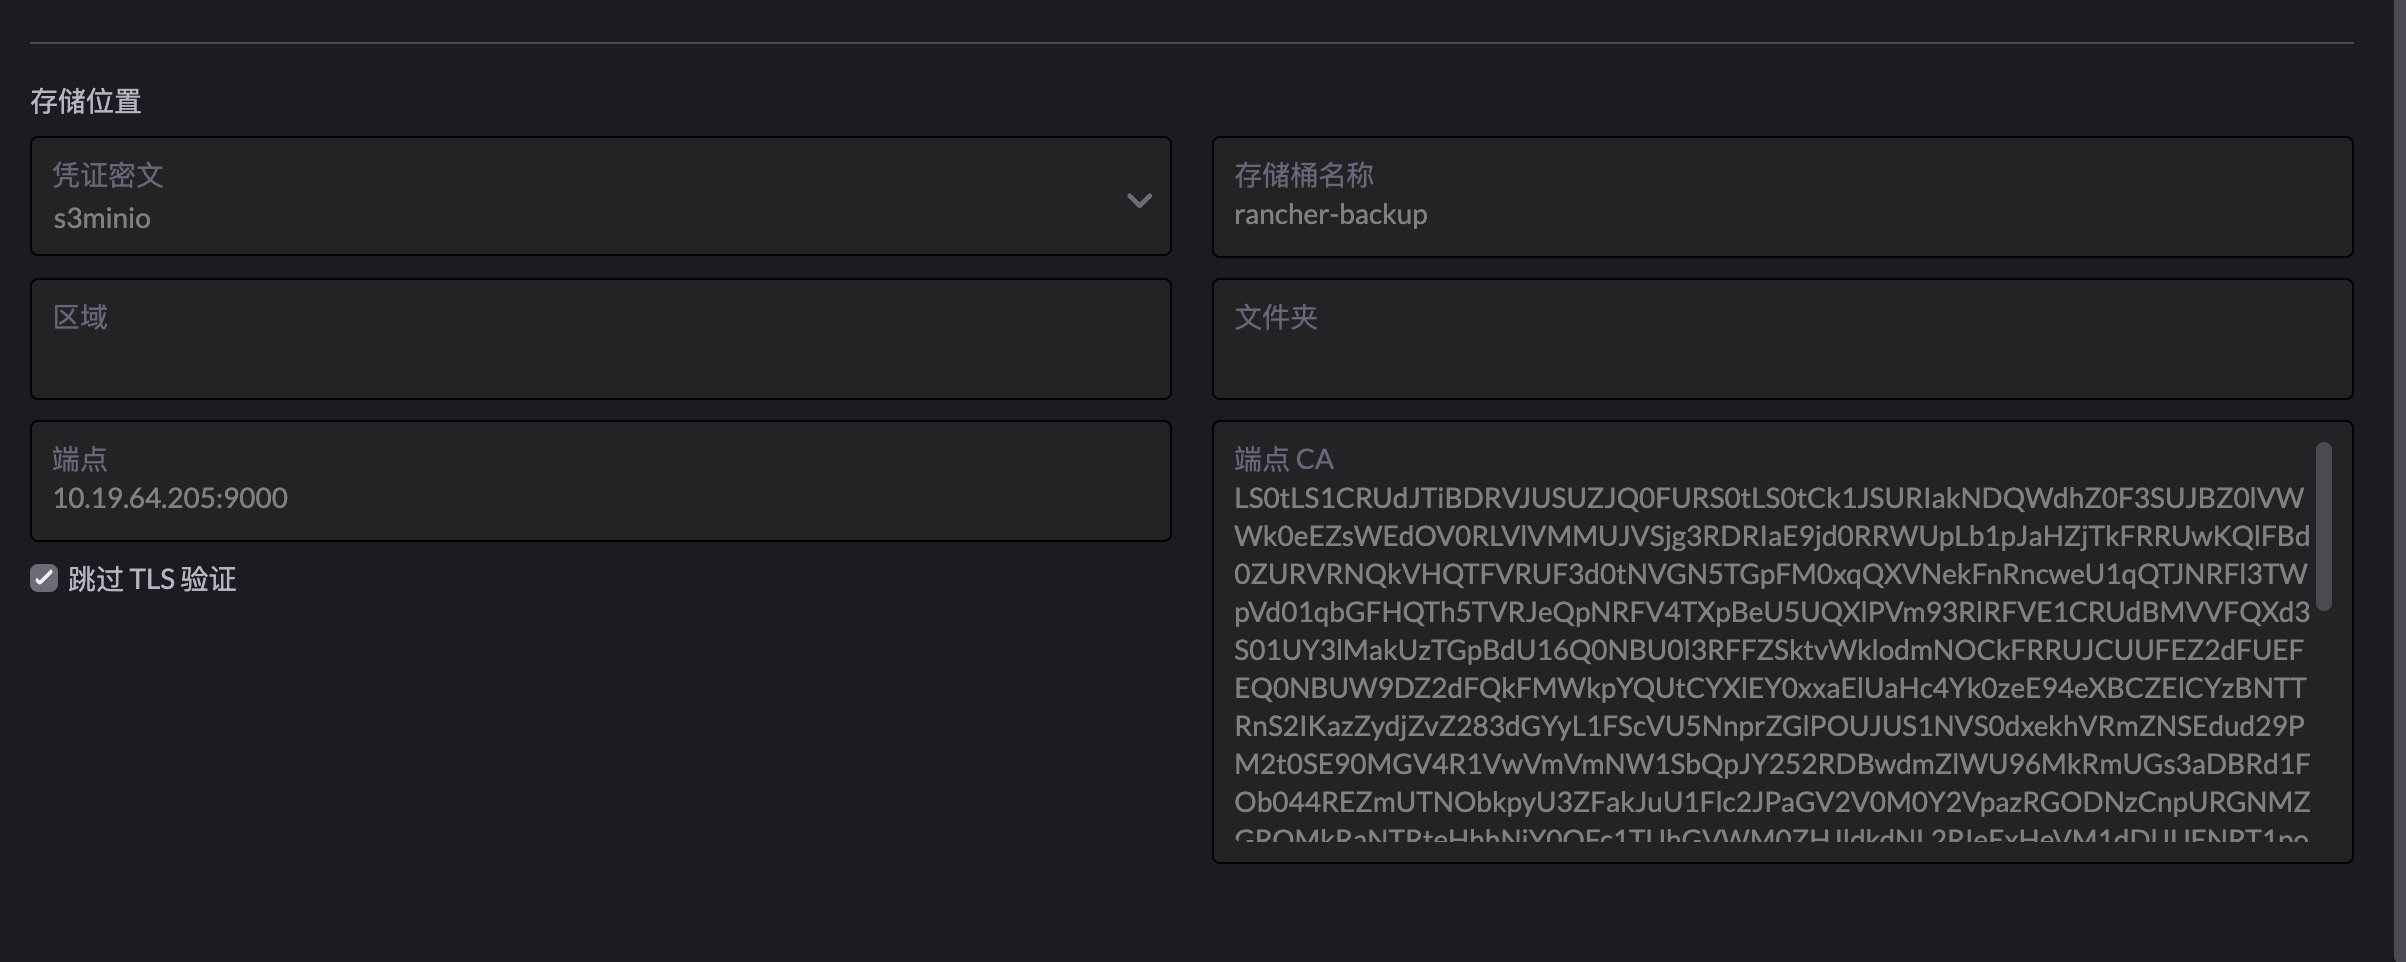 存储位置
凭证密文
s3minio
存储桶名称
rancher-backup
区域
文件夹
端点
10.19.64.205:9000
跳过 TLS 验证
端点 CA
LS0tLS1CRUdJTiBDRVJUSUZJQ0FURS0tLS0tCk1JSURIakNDQWdhZ0F3SUJBZ0lVWW
Wk0eEZsWEdOV0RLVlVMMUJVSjg3RDRIaE9jd0RRWUpLb1pJaHZjTkFRRUwKQlFBd
0ZURVRNQkVHQTFVRUF3d0tNVGN5TGpFM0xqQXVNekFnRncweU1qQTJNRFl3TW
pVd01qbGFHQTh5TVRJeQpNRFV4TXpBeU5UQXlPVm93RlRFVE1CRUdBMVVFQXd3
S01UY3lMakUzTGpBdU16Q0NBU0l3RFFZSktvWklodmNOCkFRRUJCUUFEZ2dFUEF
EQ0NBUW9DZ2dFQkFMWkpYQUtCYXlEY0xxaElUaHc4Yk0zeE94eXBCZElCYzBNTT
RnS2IKazZydjZvZ283dGYyL1FScVU5NnprZGlPOUJUS1NVS0dxekhVRmZNSEdud29P
M2t0SE90MGV4R1VwVmVmNW1SbQpJY252RDBwdmZlWU96MkRmUGs3aDBRd1F
Ob044REZmUTNObkpyU3ZFakJuU1Flc2JPaGV2V0M0Y2VpazRGODNzCnpURGNMZ